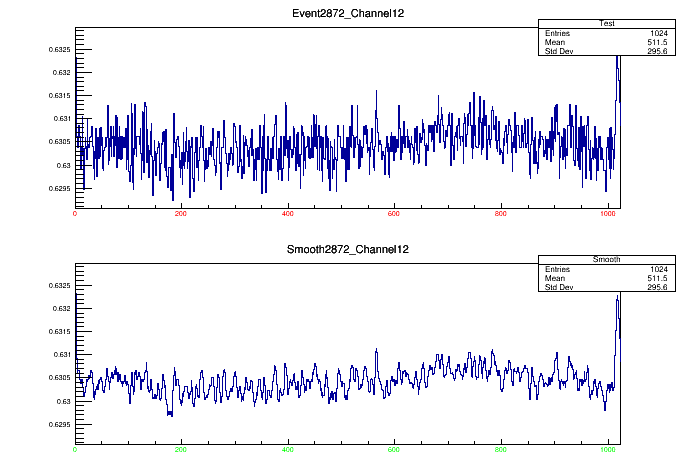 Event2872_Channel12
Test
Entries 1024
Mean 511.5
Std Dev 295.6
0.6325
0.632
0.6315
0.631
0.6305
0.63
0.6295
0 200 400 600 800 1000
Smooth2872_Channel12
Smooth
Entries 1024
Mean 511.5
Std Dev 295.6
0.6325
0.632
0.6315
0.631
0.6305
0.63
0.6295
0 200 400 600 800 1000